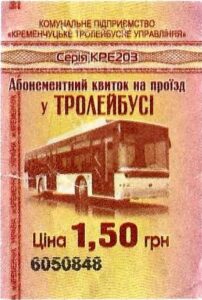 КОМУНАЛЬНЕ ПІДПРИЄМСТВО
«КРЕМЕНЧУЦЬКЕ ТРОЛЕЙБУСНЕ УПРАВЛІННЯ»
Серія КРЕ203
Абонементний квиток на проїзд
у ТРОЛЕЙБУСІ
Ціна 1,50 грн
6050848